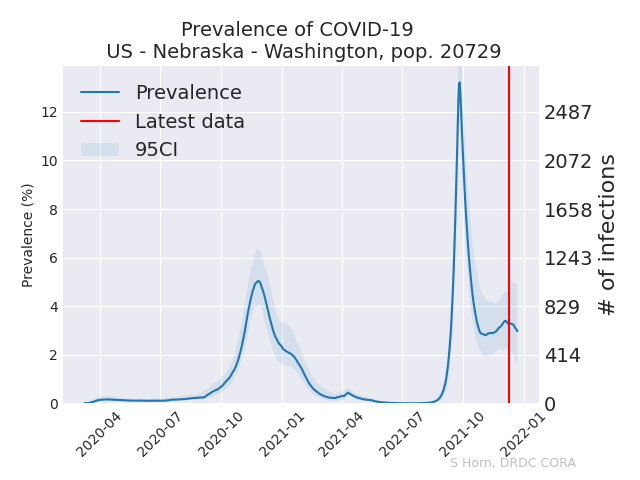 Prevalence of COVID-19
US - Nebraska - Washington, pop. 20729
Prevalence
Latest data
95CI
Prevalence (%)
0
2
4
6
8
10
12
0
414
829
1243
1658
2072
2487
# of infections
2020-04
2020-07
2020-10
2021-01
2021-04
2021-07
2021-10
2022-01
S Horn, DRDC CORA